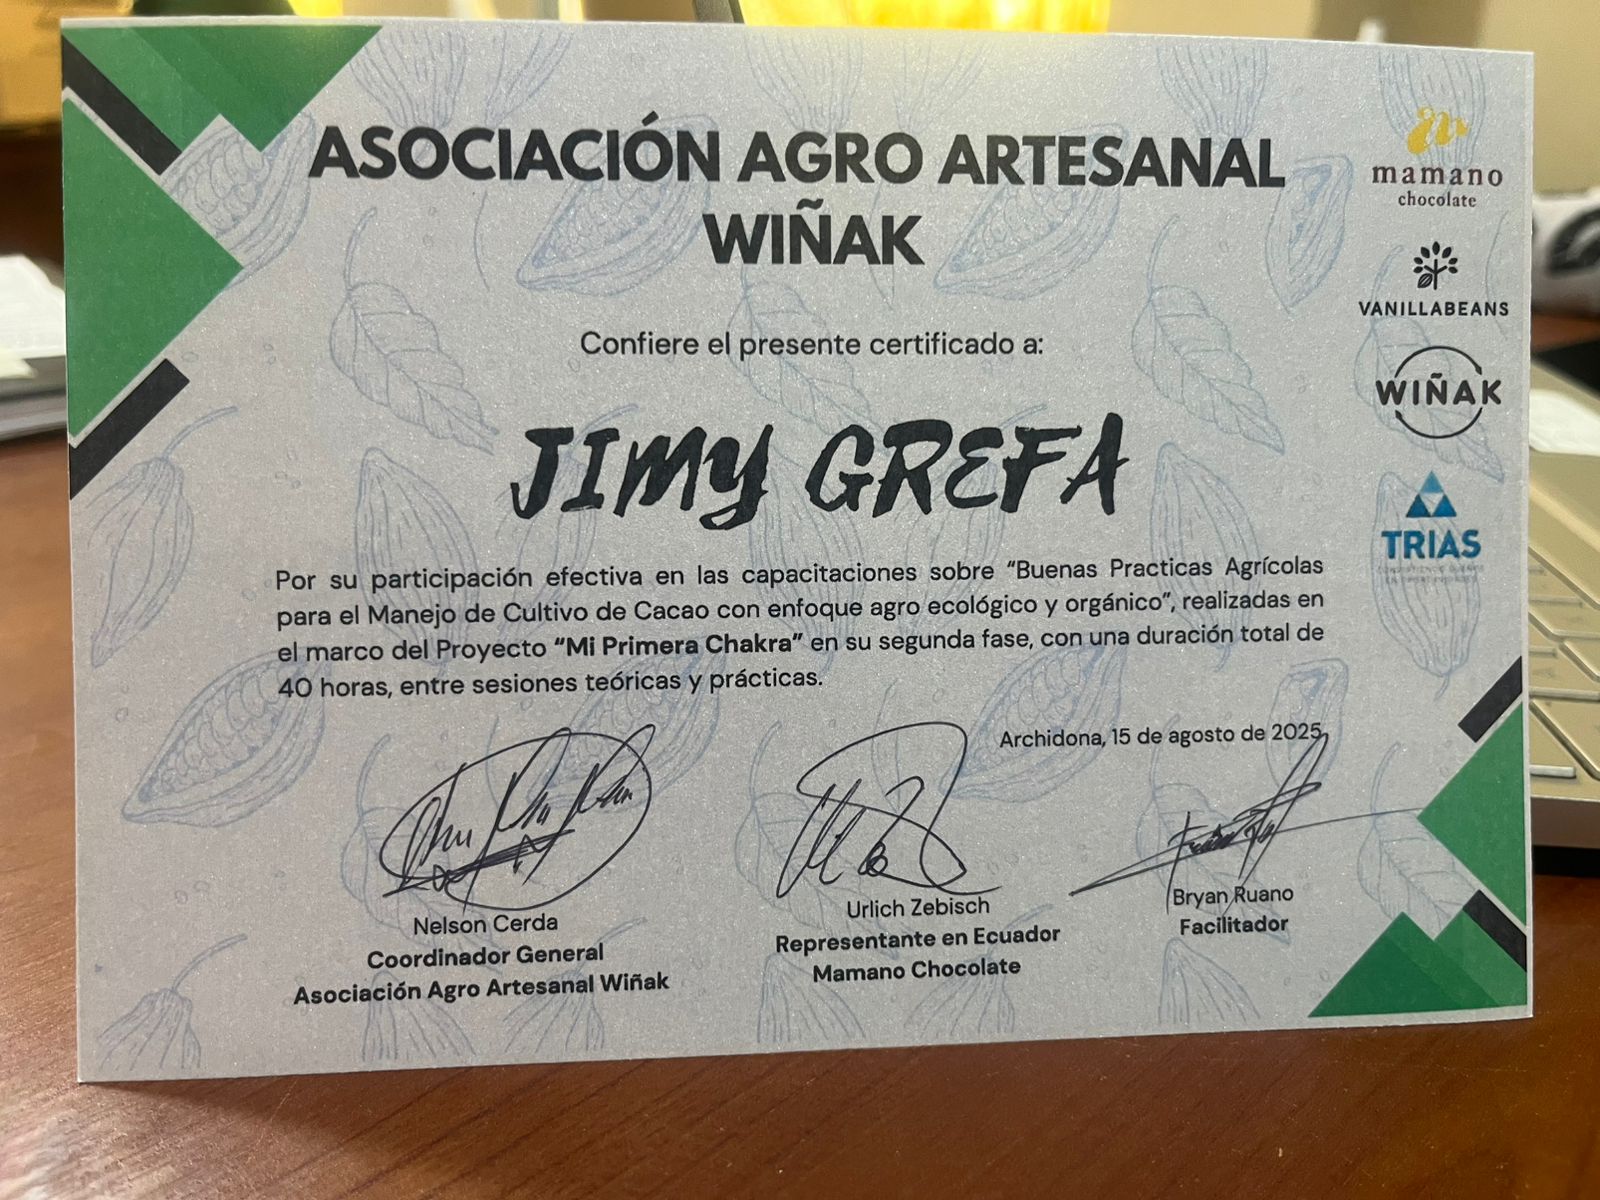 ASOCIACIÓN AGRO ARTESANAL
WIÑAK
mamano
chocolate
VANILLABEANS
WIÑAK
TRIAS
Confiere el presente certificado a:
JIMY GREFA
Por su participación efectiva en las capacitaciones sobre “Buenas Practicas Agrícolas
para el Manejo de Cultivo de Cacao con enfoque agro ecológico y orgánico”, realizadas en
el marco del Proyecto “Mi Primera Chakra” en su segunda fase, con una duración total de
40 horas, entre sesiones teóricas y prácticas.
Archidona, 15 de agosto de 2025
Nelson Cerda
Coordinador General
Asociación Agro Artesanal Wiñak
Urlich Zebisch
Representante en Ecuador
Mamano Chocolate
Bryan Ruano
Facilitador